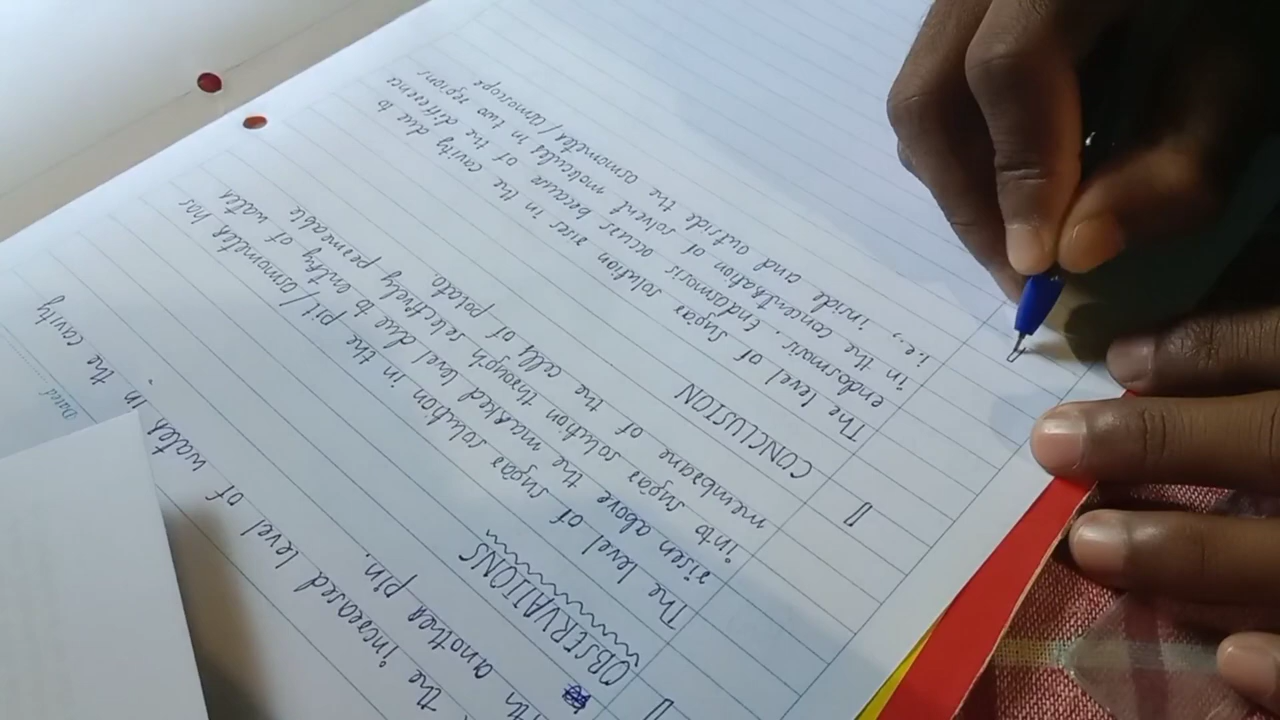 Dated
the increased level of water in the cavity
th another pin.
OBSERVATIONS
The level of sugar solution in the pit/osmometer has
risen above the marked level due to entry of water
into sugar solution through selectively permeable
membrane of the cells of potato.
CONCLUSION
The level of sugar solution rises in the cavity due to
endosmosis. Endosmosis occurs because of the difference
in the concentration of solvent molecules in two regions
i.e., inside and outside the osmometer/osmoscope